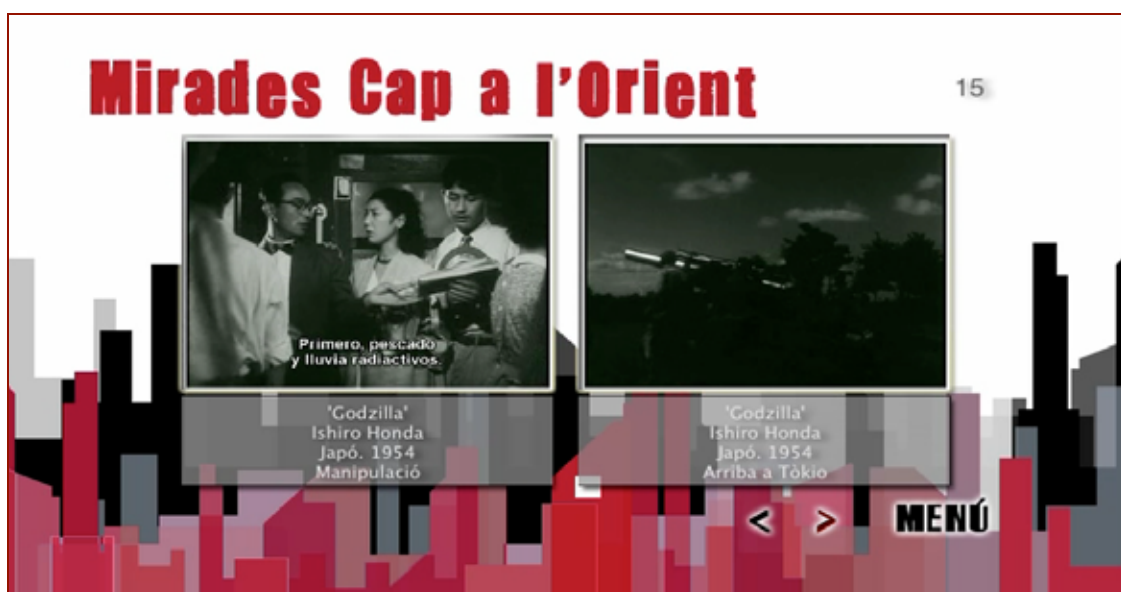 Mirades Cap a l'Orient
15
Primero, pescado
y lluvia radiactivos.
'Godzilla'
Ishiro Honda
Japó. 1954
Manipulació
'Godzilla'
Ishiro Honda
Japó. 1954
Arriba a Tòkio
< >
MENÚ